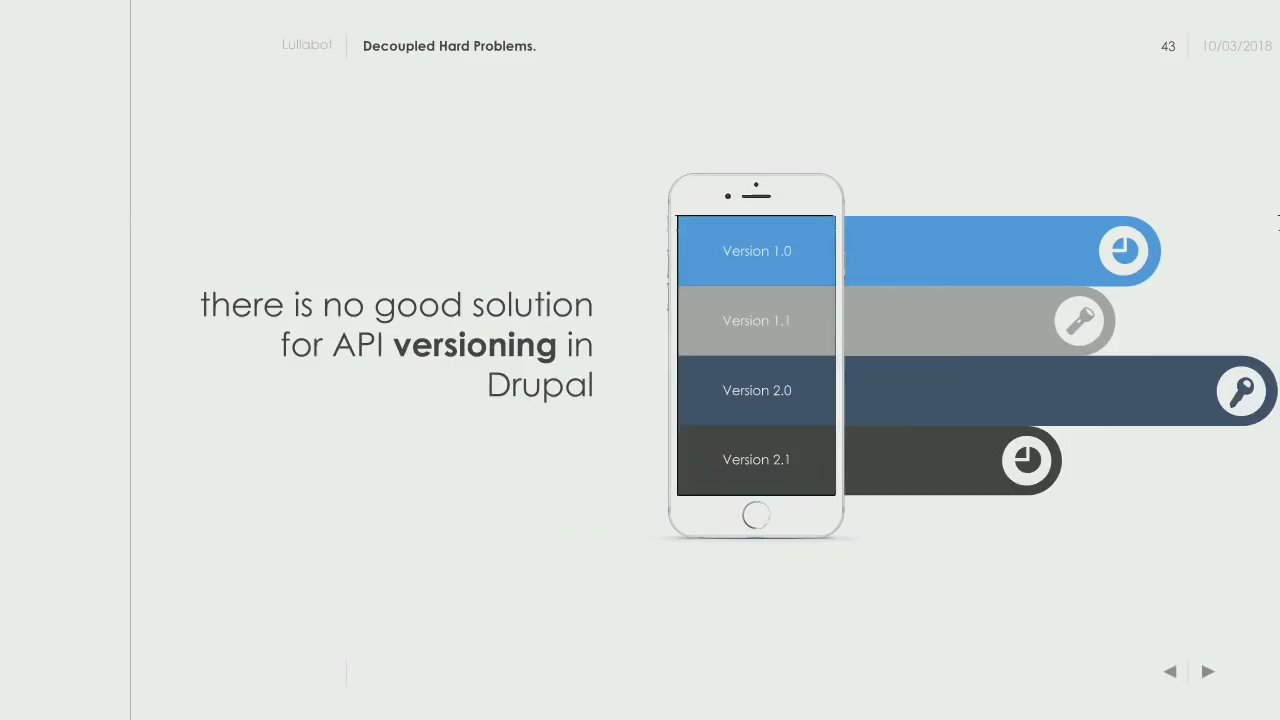 Lullabot
Decoupled Hard Problems.
43
10/03/2018
there is no good solution
for API versioning in
Drupal
Version 1.0
Version 1.1
Version 2.0
Version 2.1